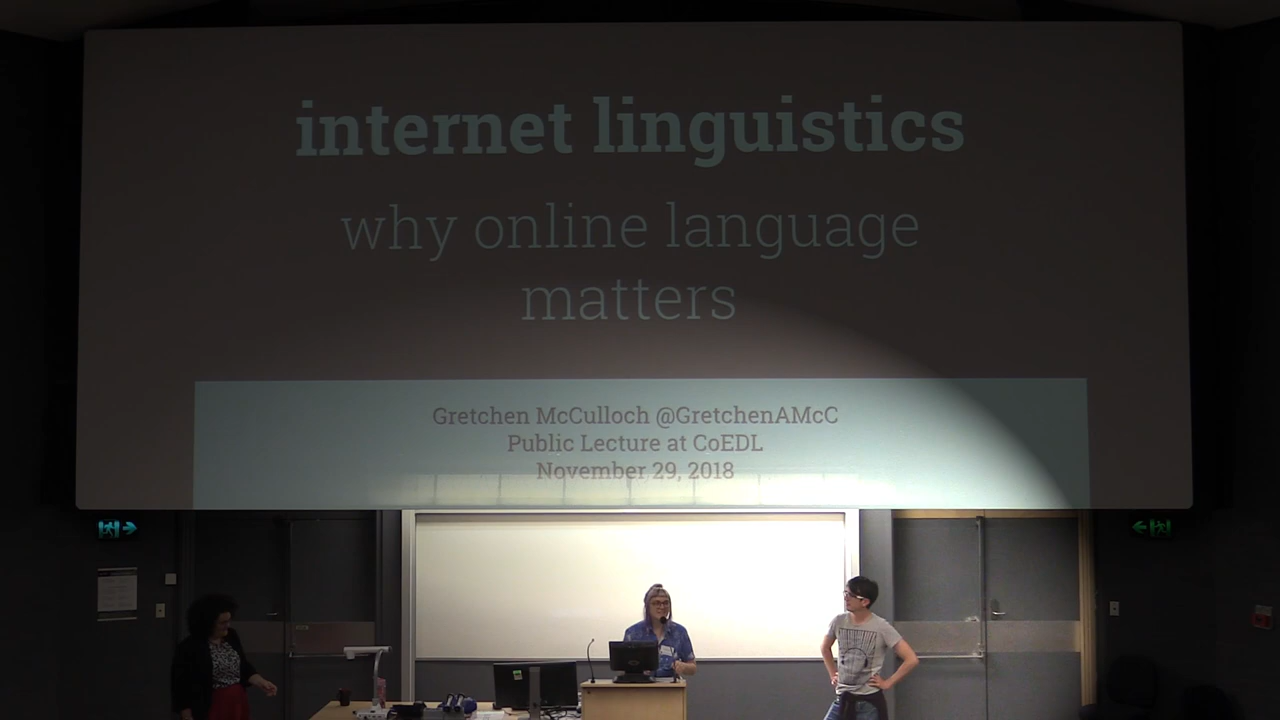 internet linguistics
why online language
matters
Gretchen McCulloch @GretchenAMcC
Public Lecture at CoEDL
November 29, 2018